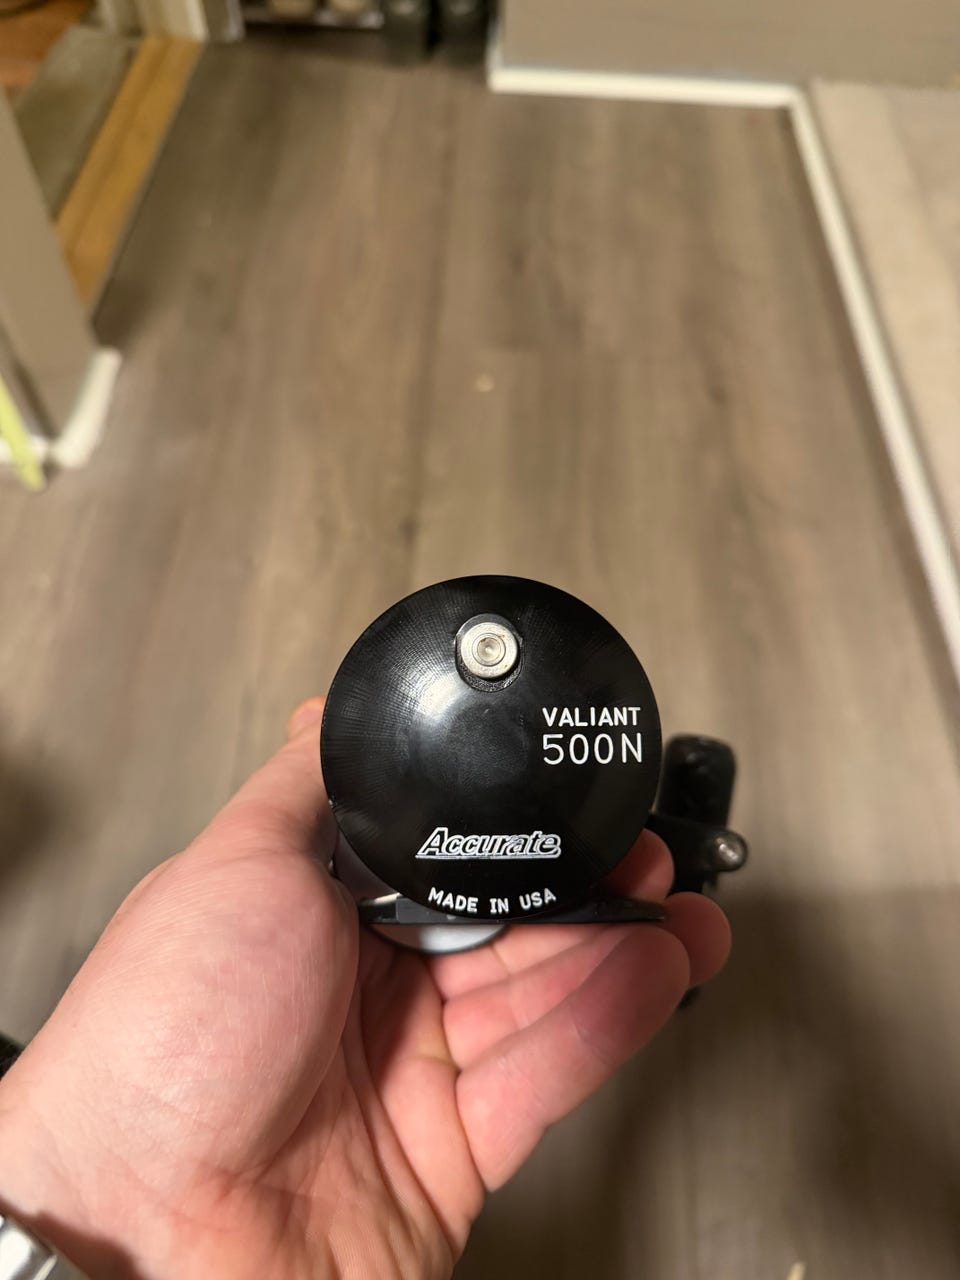 VALIANT
500N
Accurate
MADE IN USA